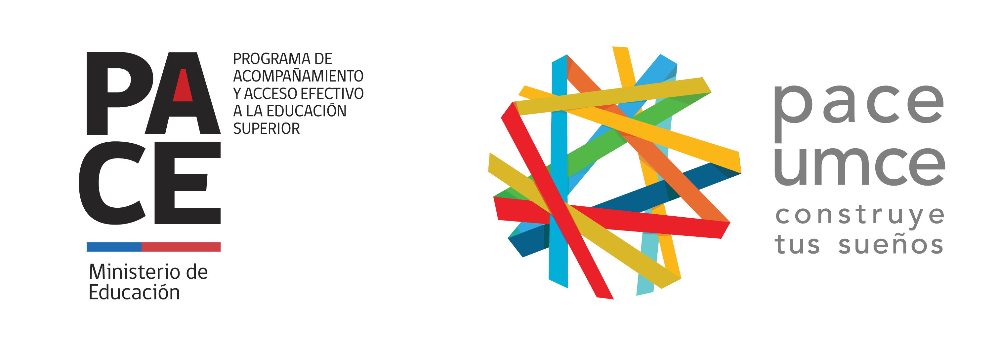 PA
CE
PROGRAMA DE
ACOMPAÑAMIENTO
Y ACCESO EFECTIVO
A LA EDUCACIÓN
SUPERIOR
Ministerio de
Educación
pace
umce
construye
tus sueños